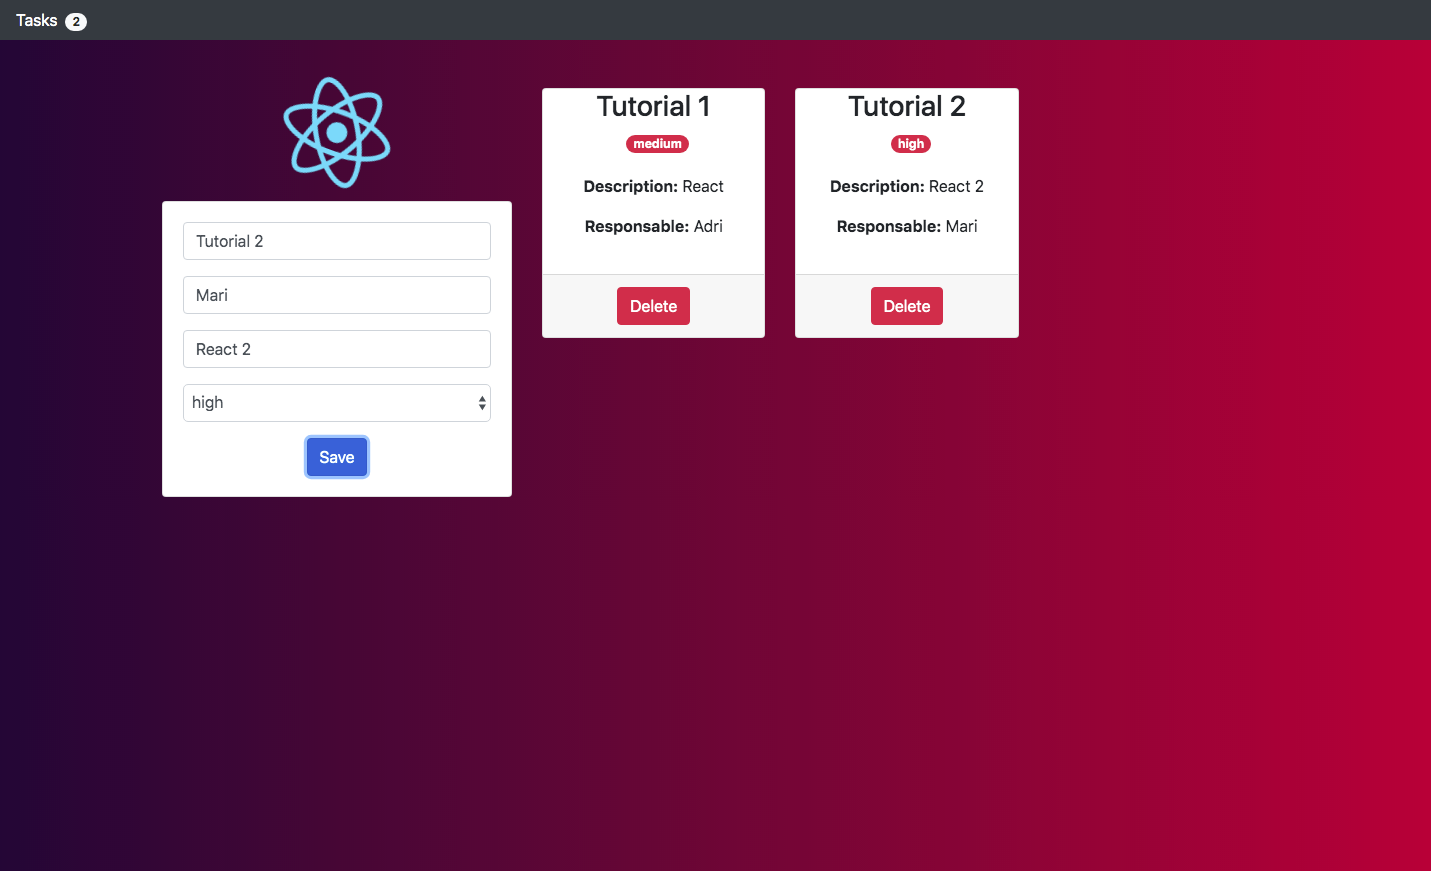 Tasks 2
Tutorial 2
Mari
React 2
high
Save
Tutorial 1
medium
Description: React
Responsable: Adri
Delete
Tutorial 2
high
Description: React 2
Responsable: Mari
Delete